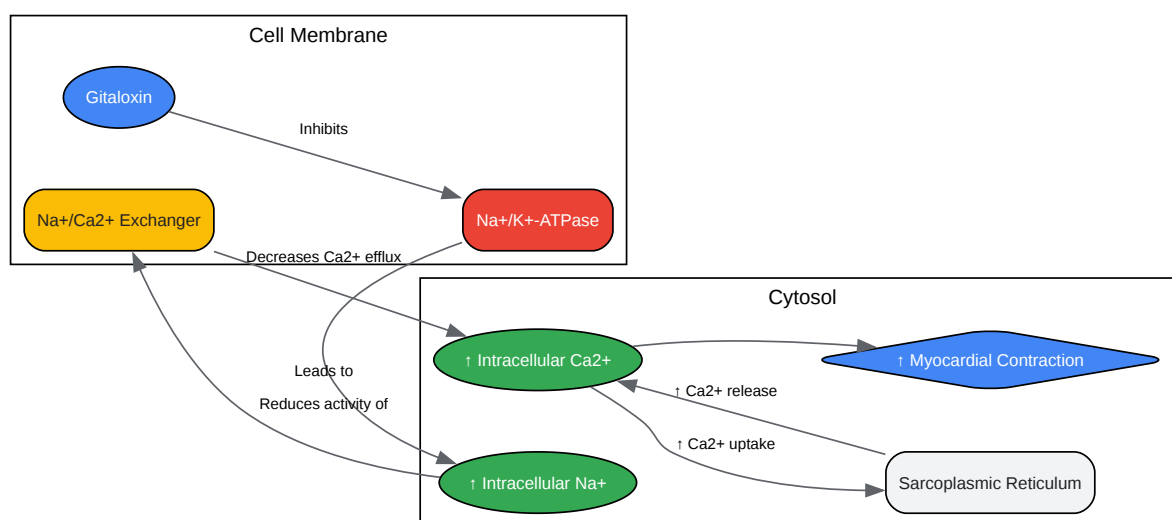 Cell Membrane
Gitaloxin
Inhibits
Na+/Ca2+ Exchanger
Na+/K+-ATPase
Decreases Ca2+ efflux
Cytosol
↑ Intracellular Ca2+
↑ Myocardial Contraction
Leads to
↑ Ca2+ release
Reduces activity of
↑ Ca2+ uptake
↑ Intracellular Na+
Sarcoplasmic Reticulum